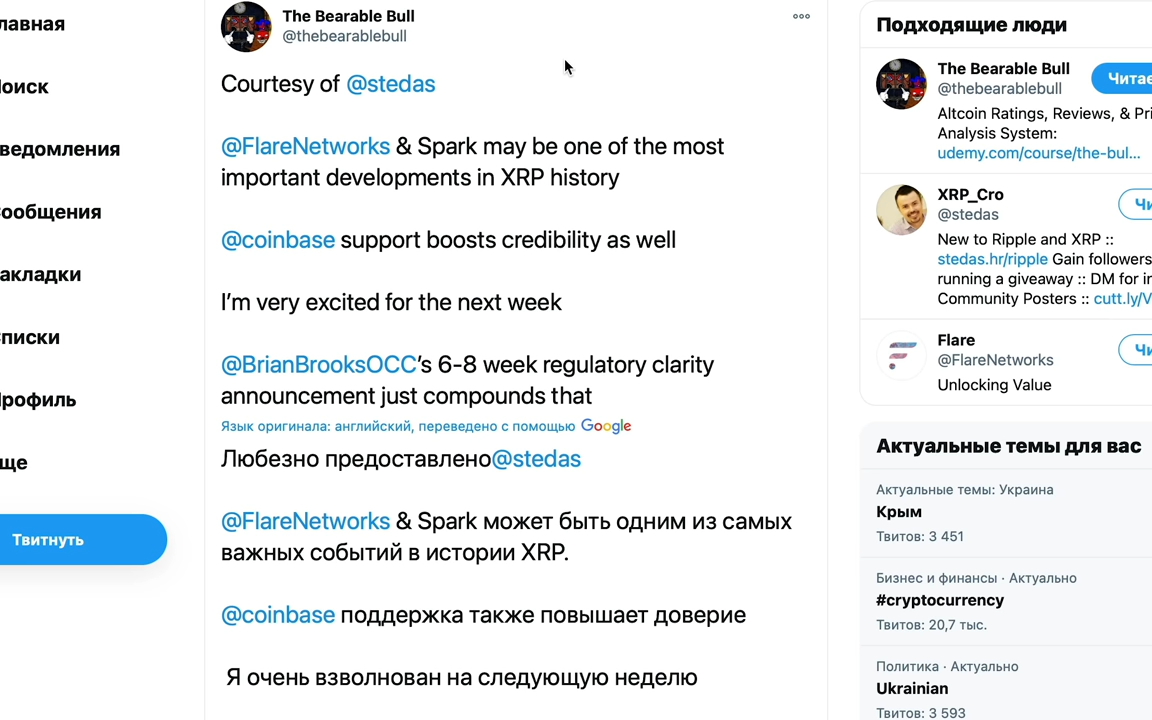 лавная
оиск
ведомления
ообщения
акладки
писки
рофиль
ще
Твитнуть
The Bearable Bull
@thebearablebull
Courtesy of @stedas
@FlareNetworks & Spark may be one of the most
important developments in XRP history
@coinbase support boosts credibility as well
I'm very excited for the next week
@BrianBrooksOCC's 6-8 week regulatory clarity
announcement just compounds that
Язык оригинала: английский, переведено с помощью Google
Любезно предоставлено@stedas
@FlareNetworks & Spark может быть одним из самых
важных событий в истории XRP.
@coinbase поддержка также повышает доверие
Я очень взволнован на следующую неделю
Подходящие люди
The Bearable Bull
@thebearablebull
Читае
Altcoin Ratings, Reviews, & Pri
Analysis System:
udemy.com/course/the-bul...
XRP_Cro
@stedas
Чи
New to Ripple and XRP ::
stedas.hr/ripple Gain followers
running a giveaway :: DM for in
Community Posters :: cutt.ly/V
Flare
@FlareNetworks
Чи
Unlocking Value
Актуальные темы для вас
Актуальные темы: Украина
Крым
Твитов: 3 451
Бизнес и финансы · Актуально
#cryptocurrency
Твитов: 20,7 тыс.
Политика · Актуально
Ukrainian
Твитов: 3 593